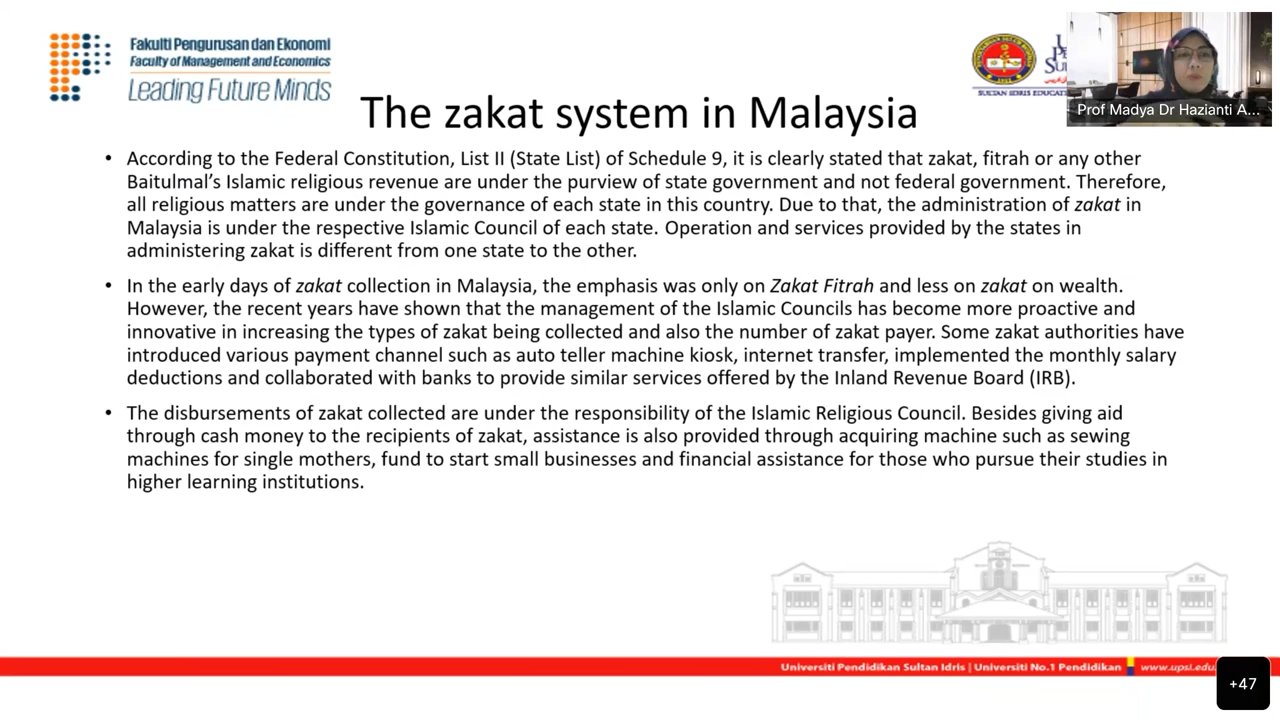 Fakulti Pengurusan dan Ekonomi
Faculty of Management and Economics
Leading Future Minds
SULTAN IDRIS EDUCAT
Prof Madya Dr Hazianti A...
The zakat system in Malaysia
• According to the Federal Constitution, List II (State List) of Schedule 9, it is clearly stated that zakat, fitrah or any other
Baitulmal’s Islamic religious revenue are under the purview of state government and not federal government. Therefore,
all religious matters are under the governance of each state in this country. Due to that, the administration of zakat in
Malaysia is under the respective Islamic Council of each state. Operation and services provided by the states in
administering zakat is different from one state to the other.
• In the early days of zakat collection in Malaysia, the emphasis was only on Zakat Fitrah and less on zakat on wealth.
However, the recent years have shown that the management of the Islamic Councils has become more proactive and
innovative in increasing the types of zakat being collected and also the number of zakat payer. Some zakat authorities have
introduced various payment channel such as auto teller machine kiosk, internet transfer, implemented the monthly salary
deductions and collaborated with banks to provide similar services offered by the Inland Revenue Board (IRB).
• The disbursements of zakat collected are under the responsibility of the Islamic Religious Council. Besides giving aid
through cash money to the recipients of zakat, assistance is also provided through acquiring machine such as sewing
machines for single mothers, fund to start small businesses and financial assistance for those who pursue their studies in
higher learning institutions.
Universiti Pendidikan Sultan Idris | Universiti No.1 Pendidikan www.upsi.edu.
+47